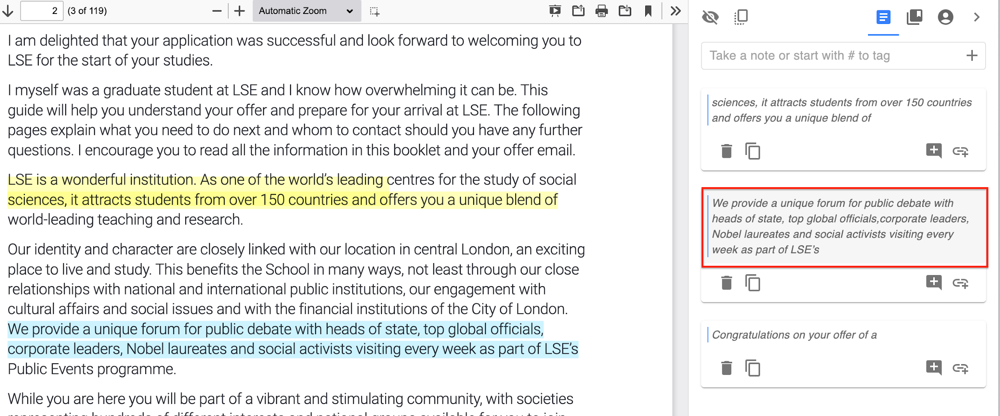 2 (3 of 119) Automatic Zoom
I am delighted that your application was successful and look forward to welcoming you to
LSE for the start of your studies.
I myself was a graduate student at LSE and I know how overwhelming it can be. This
guide will help you understand your offer and prepare for your arrival at LSE. The following
pages explain what you need to do next and whom to contact should you have any further
questions. I encourage you to read all the information in this booklet and your offer email.
LSE is a wonderful institution. As one of the world’s leading centres for the study of social
sciences, it attracts students from over 150 countries and offers you a unique blend of
world-leading teaching and research.
Our identity and character are closely linked with our location in central London, an exciting
place to live and study. This benefits the School in many ways, not least through our close
relationships with national and international public institutions, our engagement with
cultural affairs and social issues and with the financial institutions of the City of London.
We provide a unique forum for public debate with heads of state, top global officials,
corporate leaders, Nobel laureates and social activists visiting every week as part of LSE’s
Public Events programme.
While you are here you will be part of a vibrant and stimulating community, with societies
representing hundreds of different interests and national groups available for you to join
Take a note or start with # to tag
sciences, it attracts students from over 150 countries
and offers you a unique blend of
We provide a unique forum for public debate with
heads of state, top global officials,corporate leaders,
Nobel laureates and social activists visiting every
week as part of LSE’s
Congratulations on your offer of a